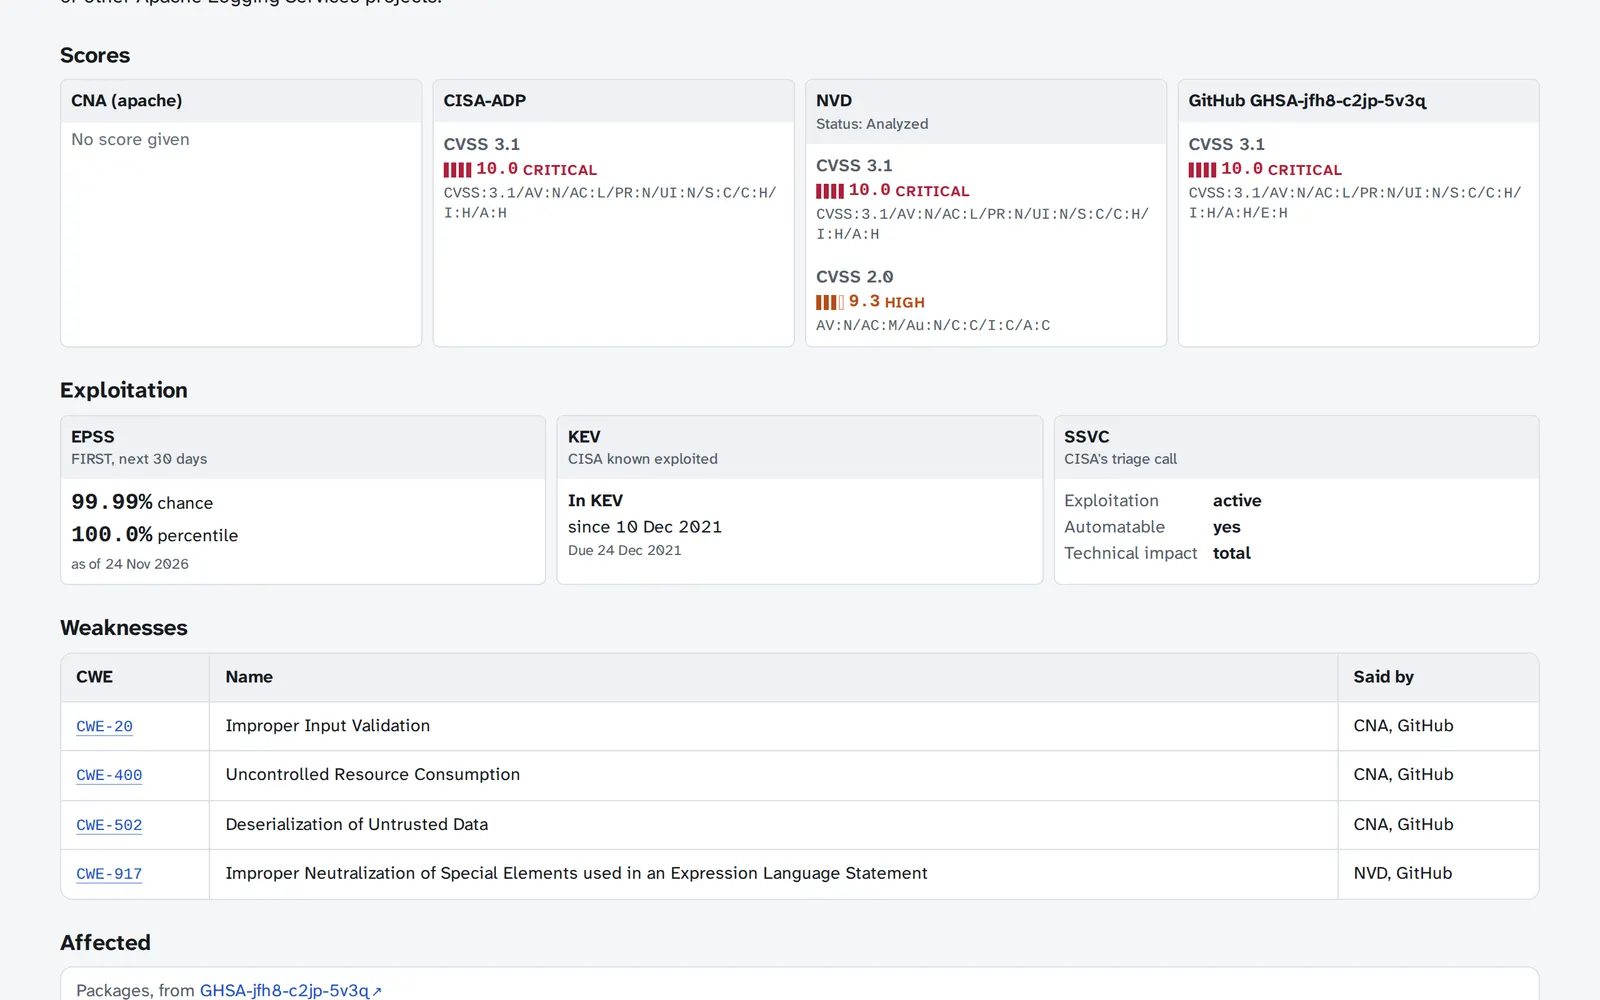 or other Apache Logging Services projects.
Scores
CNA (apache)
No score given
CISA-ADP
CVSS 3.1
10.0 CRITICAL
CVSS:3.1/AV:N/AC:L/PR:N/UI:N/S:C/C:H/
I:H/A:H
NVD
Status: Analyzed
CVSS 3.1
10.0 CRITICAL
CVSS:3.1/AV:N/AC:L/PR:N/UI:N/S:C/C:H/
I:H/A:H
CVSS 2.0
9.3 HIGH
AV:N/AC:M/Au:N/C:C/I:C/A:C
GitHub GHSA-jfh8-c2jp-5v3q
CVSS 3.1
10.0 CRITICAL
CVSS:3.1/AV:N/AC:L/PR:N/UI:N/S:C/C:H/
I:H/A:H/E:H
Exploitation
EPSS
FIRST, next 30 days
99.99% chance
100.0% percentile
as of 24 Nov 2026
KEV
CISA known exploited
In KEV
since 10 Dec 2021
Due 24 Dec 2021
SSVC
CISA's triage call
Exploitation active
Automatable yes
Technical impact total
Weaknesses
CWE Name Said by
CWE-20 Improper Input Validation CNA, GitHub
CWE-400 Uncontrolled Resource Consumption CNA, GitHub
CWE-502 Deserialization of Untrusted Data CNA, GitHub
CWE-917 Improper Neutralization of Special Elements used in an Expression Language Statement NVD, GitHub
Affected
Packages, from GHSA-jfh8-c2jp-5v3q↗